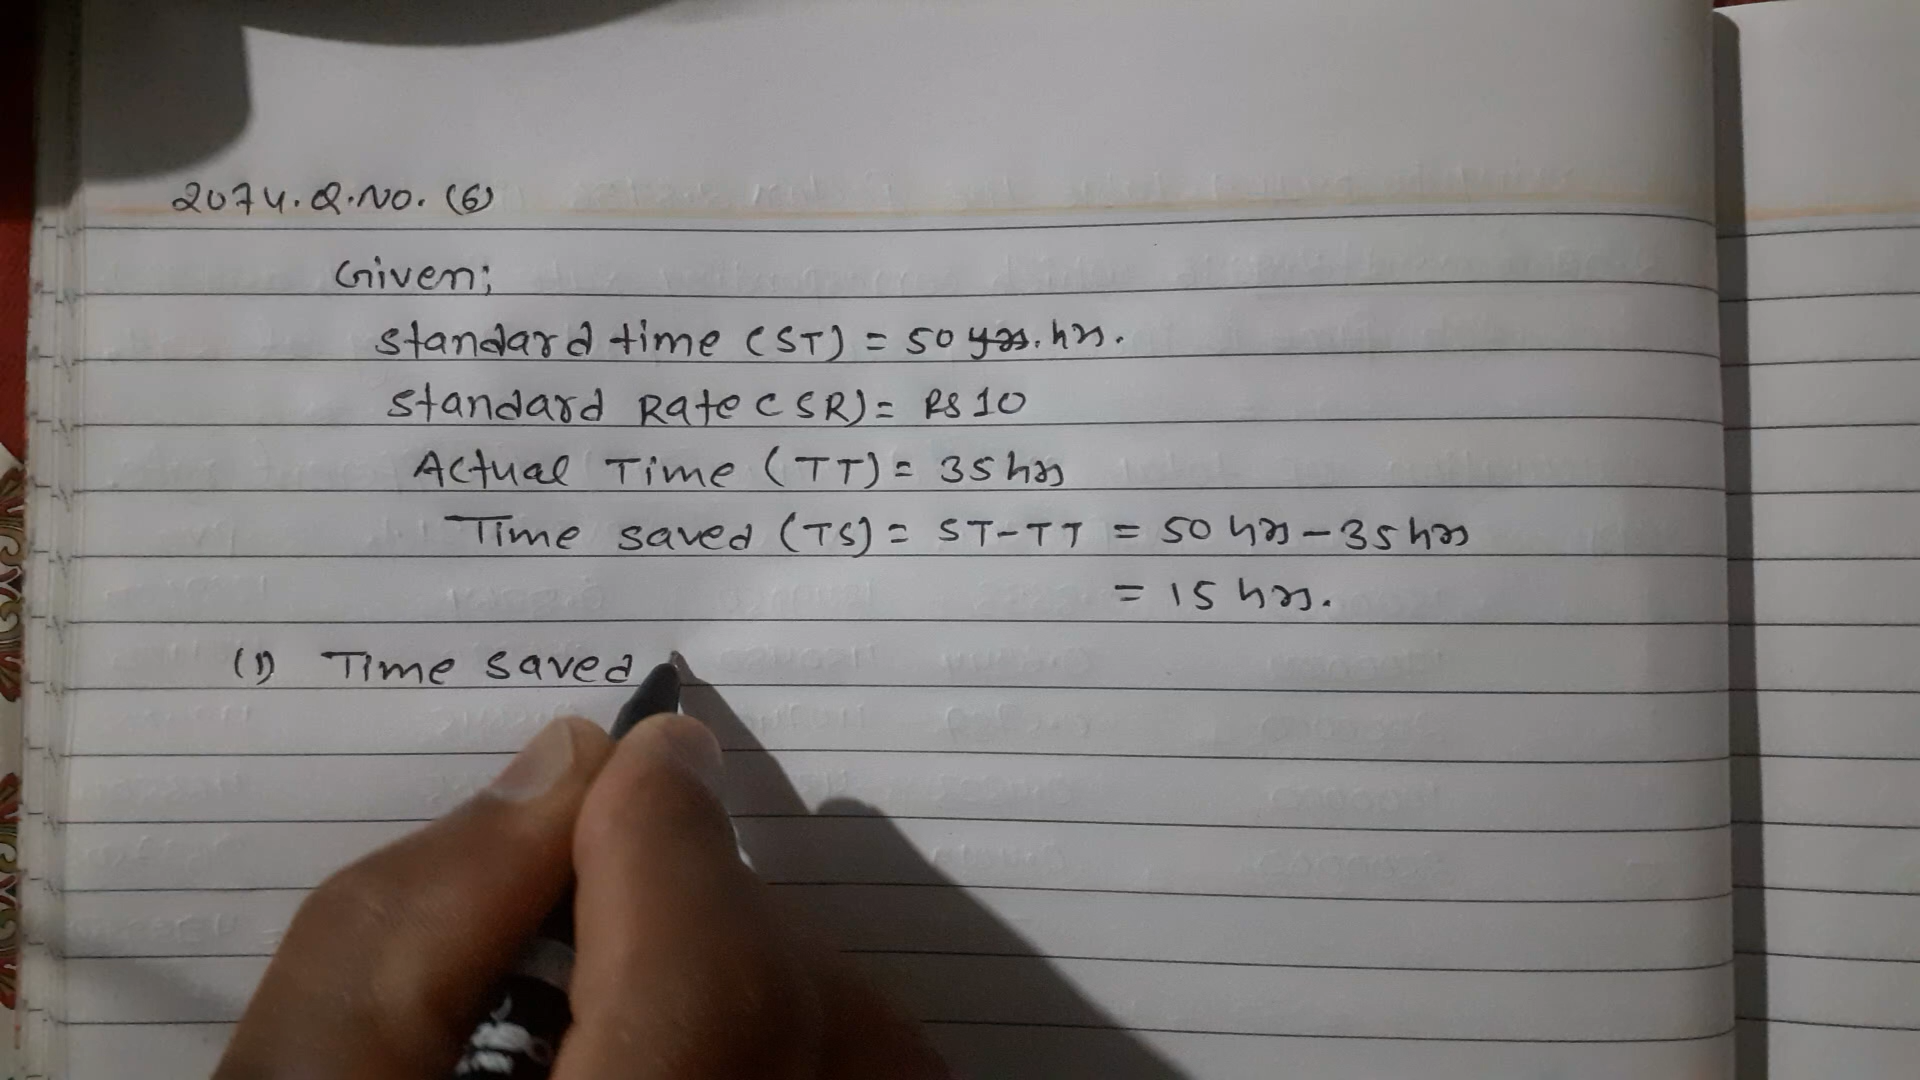 2074. Q.NO. (6)
Given;
Standard time (ST) = 50 yrs. hrs.
Standard Rate (SR) = RS 10
Actual Time (TT) = 35 hrs
Time saved (TS) = ST-TT = 50 hrs - 35 hrs
= 15 hrs.
(1) Time saved